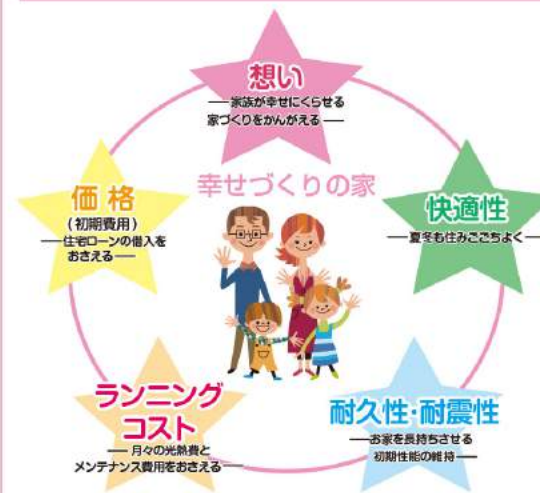 想い
―― 家族が幸せにくらせる
家づくりをかんがえる ――
幸せづくりの家
価格
(初期費用)
――住宅ローンの借入を
おさえる――
快適性
――夏冬も住みごこちよく――
ランニング
コスト
―― 月々の光熱費と
メンテナンス費用をおさえる――
耐久性・耐震性
――お家を長持ちさせる
初期性能の維持――